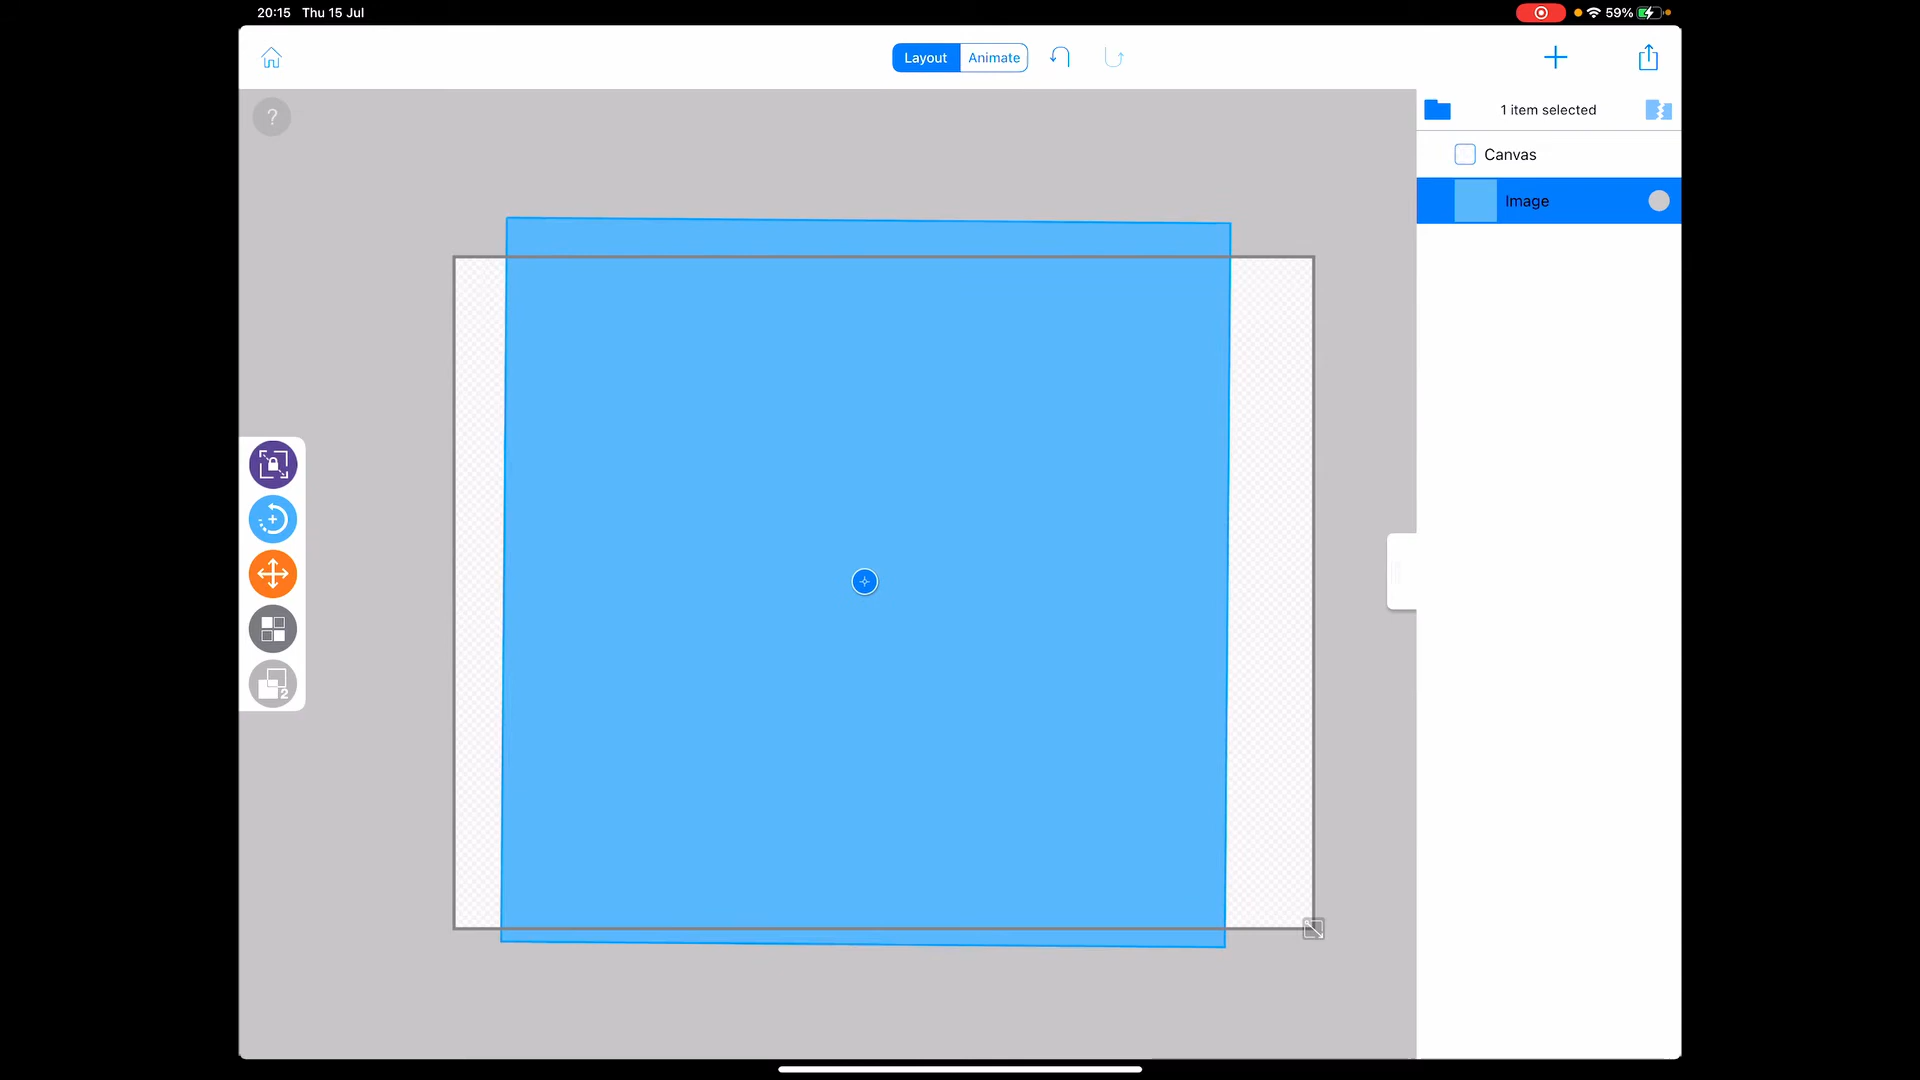 20:15 Thu 15 Jul
59%
Layout Animate
?
1 item selected
Canvas
Image
2